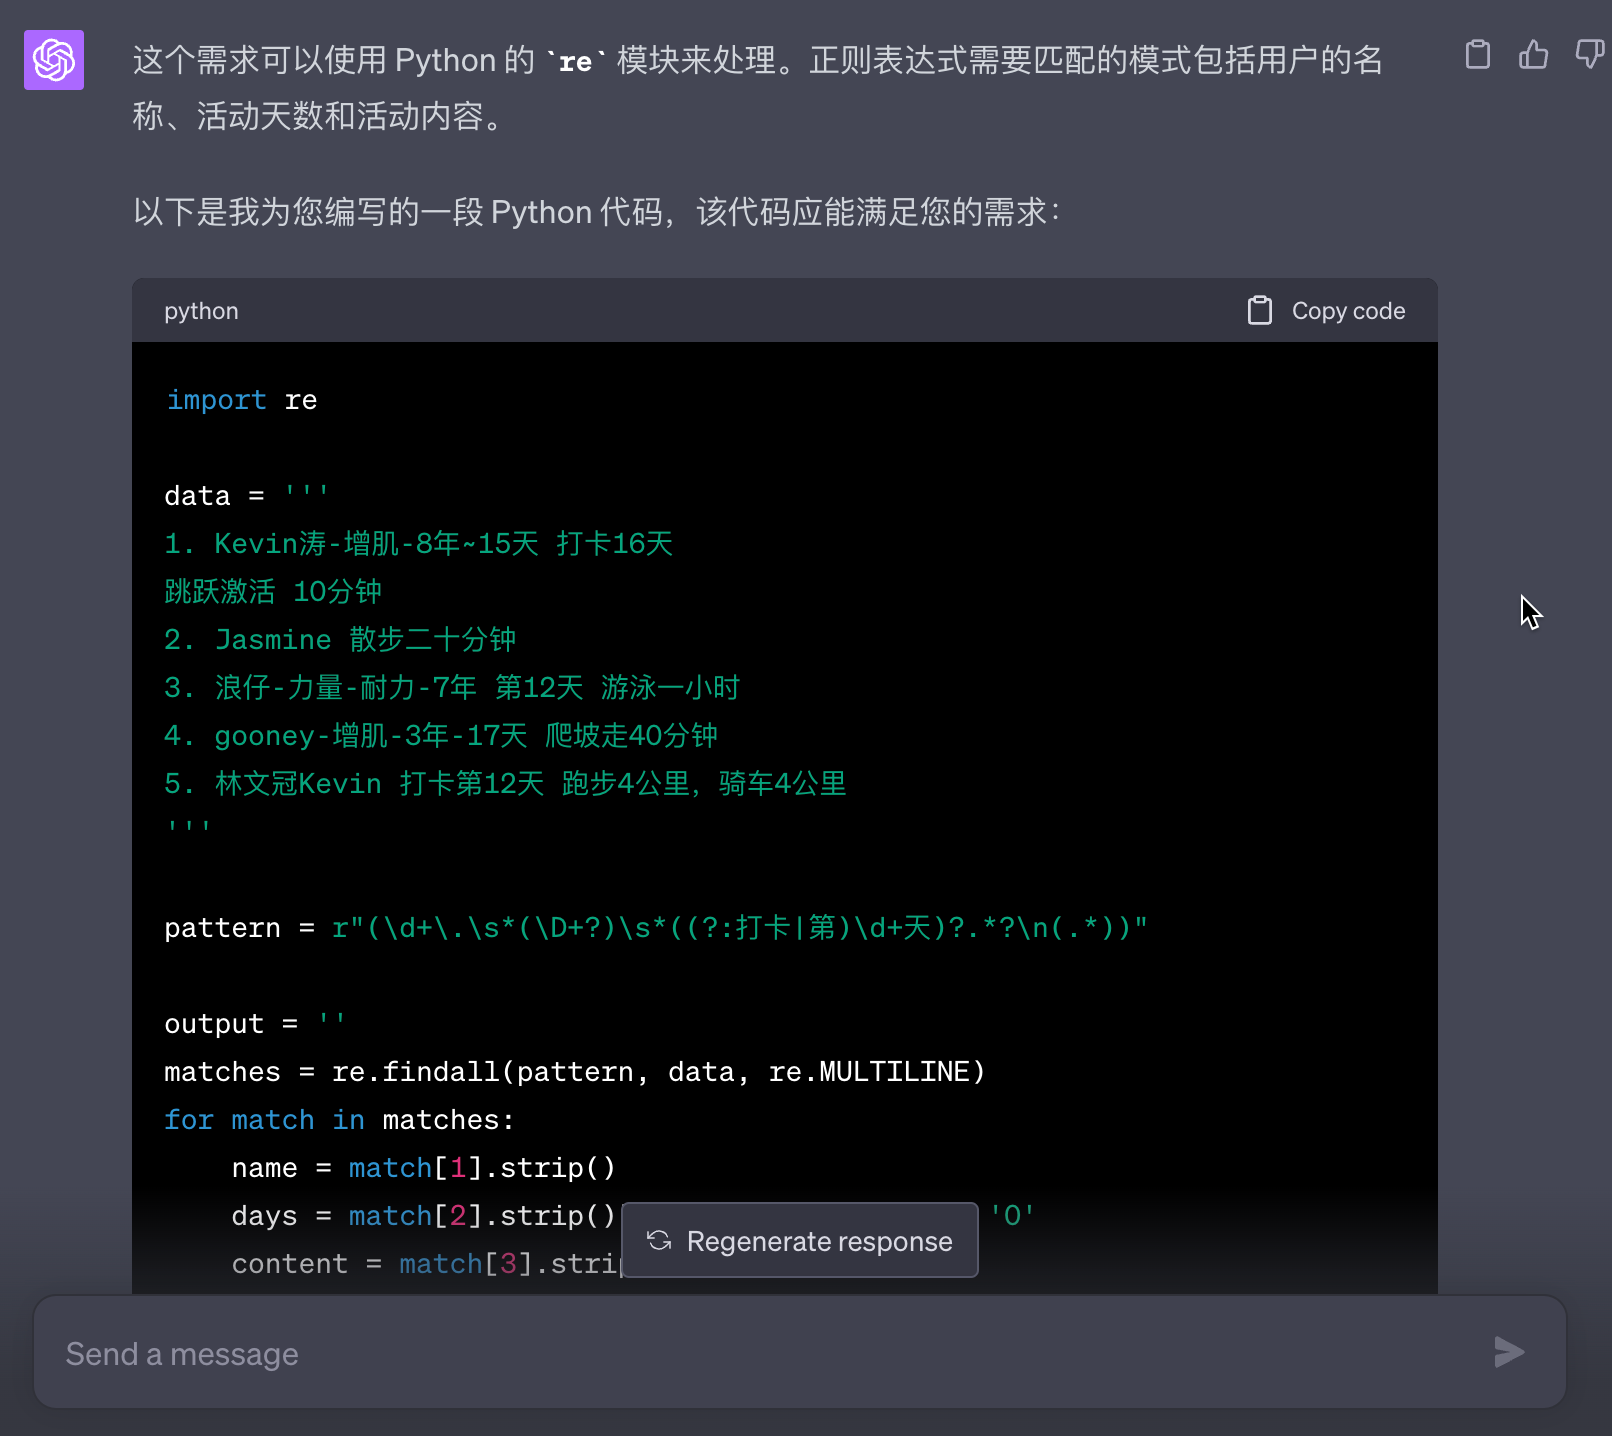 这个需求可以使用 Python 的 `re` 模块来处理。正则表达式需要匹配的模式包括用户的名
称、活动天数和活动内容。
以下是我为您编写的一段 Python 代码，该代码应能满足您的需求：
python
Copy code
import re
data = '''
1. Kevin涛-增肌-8年~15天 打卡16天
跳跃激活 10分钟
2. Jasmine 散步二十分钟
3. 浪仔-力量-耐力-7年 第12天 游泳一小时
4. gooney-增肌-3年-17天 爬坡走40分钟
5. 林文冠Kevin 打卡第12天 跑步4公里，骑车4公里
'''
pattern = r"(\d+\.\s*(\D+?)\s*((?:打卡|第)\d+天)?.*?\n(.*))"
output = ''
matches = re.findall(pattern, data, re.MULTILINE)
for match in matches:
    name = match[1].strip()
    days = match[2].strip() '0'
    content = match[3].strip
Regenerate response
Send a message